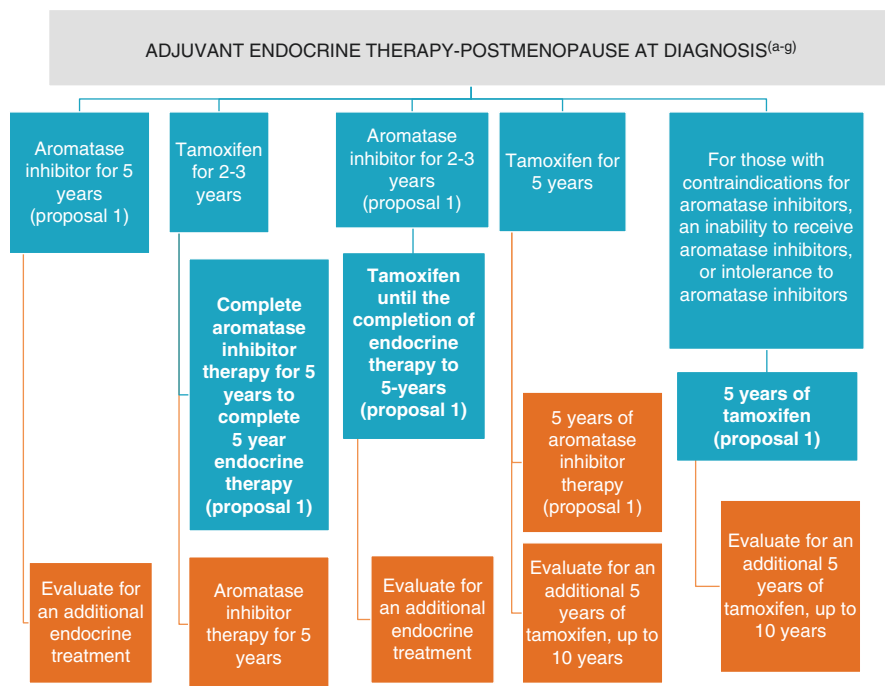 ADJUVANT ENDOCRINE THERAPY-POSTMENOPAUSE AT DIAGNOSIS(a-g)
Aromatase
inhibitor for 5
years
(proposal 1)
Evaluate for
an additional
endocrine
treatment
Tamoxifen
for 2-3
years
Complete
aromatase
inhibitor
therapy for 5
years to
complete
5 year
endocrine
therapy
(proposal 1)
Aromatase
inhibitor
therapy for 5
years
Aromatase
inhibitor for 2-3
years
(proposal 1)
Tamoxifen
until the
completion of
endocrine
therapy to
5-years
(proposal 1)
Evaluate for
an additional
endocrine
treatment
Tamoxifen for
5 years
5 years of
aromatase
inhibitor
therapy
(proposal 1)
Evaluate for an
additional 5
years of
tamoxifen, up to
10 years
For those with
contraindications for
aromatase inhibitors,
an inability to receive
aromatase inhibitors,
or intolerance to
aromatase inhibitors
5 years of
tamoxifen
(proposal 1)
Evaluate for an
additional 5
years of
tamoxifen, up to
10 years